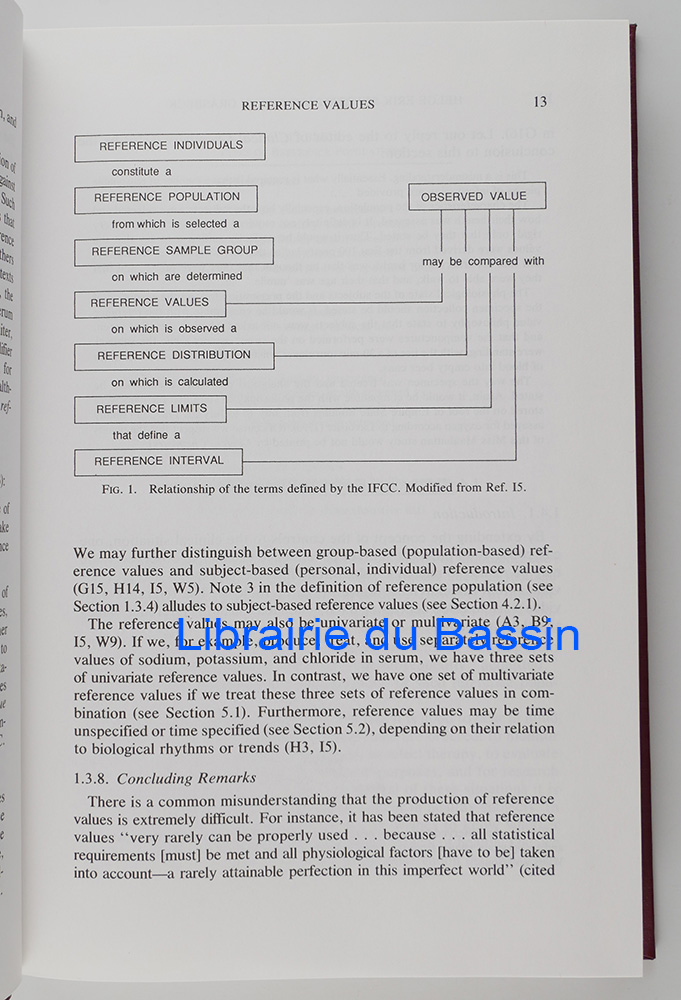 REFERENCE VALUES 13
REFERENCE INDIVIDUALS
constitute a
REFERENCE POPULATION
from which is selected a
REFERENCE SAMPLE GROUP
on which are determined
REFERENCE VALUES
on which is observed a
REFERENCE DISTRIBUTION
on which is calculated
REFERENCE LIMITS
that define a
REFERENCE INTERVAL
OBSERVED VALUE
may be compared with
FIG. 1. Relationship of the terms defined by the IFCC. Modified from Ref. I5.
We may further distinguish between group-based (population-based) ref-
erence values and subject-based (personal, individual) reference values
(G15, H14, I5, W5). Note 3 in the definition of reference population (see
Section 1.3.4) alludes to subject-based reference values (see Section 4.2.1).
The reference values may also be univariate or multivariate (A3, B9,
I5, W9). If we, for example, produce, treat, and use separately reference
values of sodium, potassium, and chloride in serum, we have three sets
of univariate reference values. In contrast, we have one set of multivariate
reference values if we treat these three sets of reference values in com-
bination (see Section 5.1). Furthermore, reference values may be time
unspecified or time specified (see Section 5.2), depending on their relation
to biological rhythms or trends (H3, I5).
1.3.8. Concluding Remarks
There is a common misunderstanding that the production of reference
values is extremely difficult. For instance, it has been stated that reference
values “very rarely can be properly used . . . because . . . all statistical
requirements [must] be met and all physiological factors [have to be] taken
into account—a rarely attainable perfection in this imperfect world” (cited
Librairie du Bassin